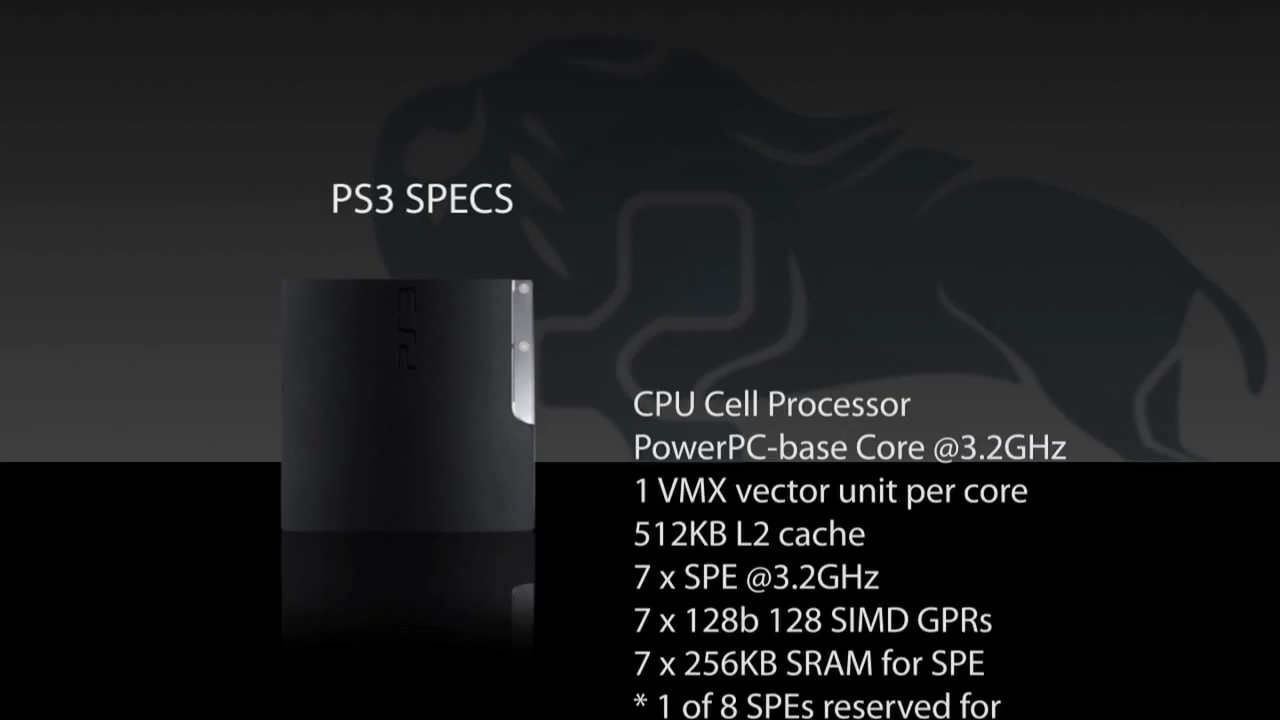 PS3 SPECS
PS3
CPU Cell Processor
PowerPC-base Core @3.2GHz
1 VMX vector unit per core
512KB L2 cache
7 x SPE @3.2GHz
7 x 128b 128 SIMD GPRs
7 x 256KB SRAM for SPE
* 1 of 8 SPEs reserved for